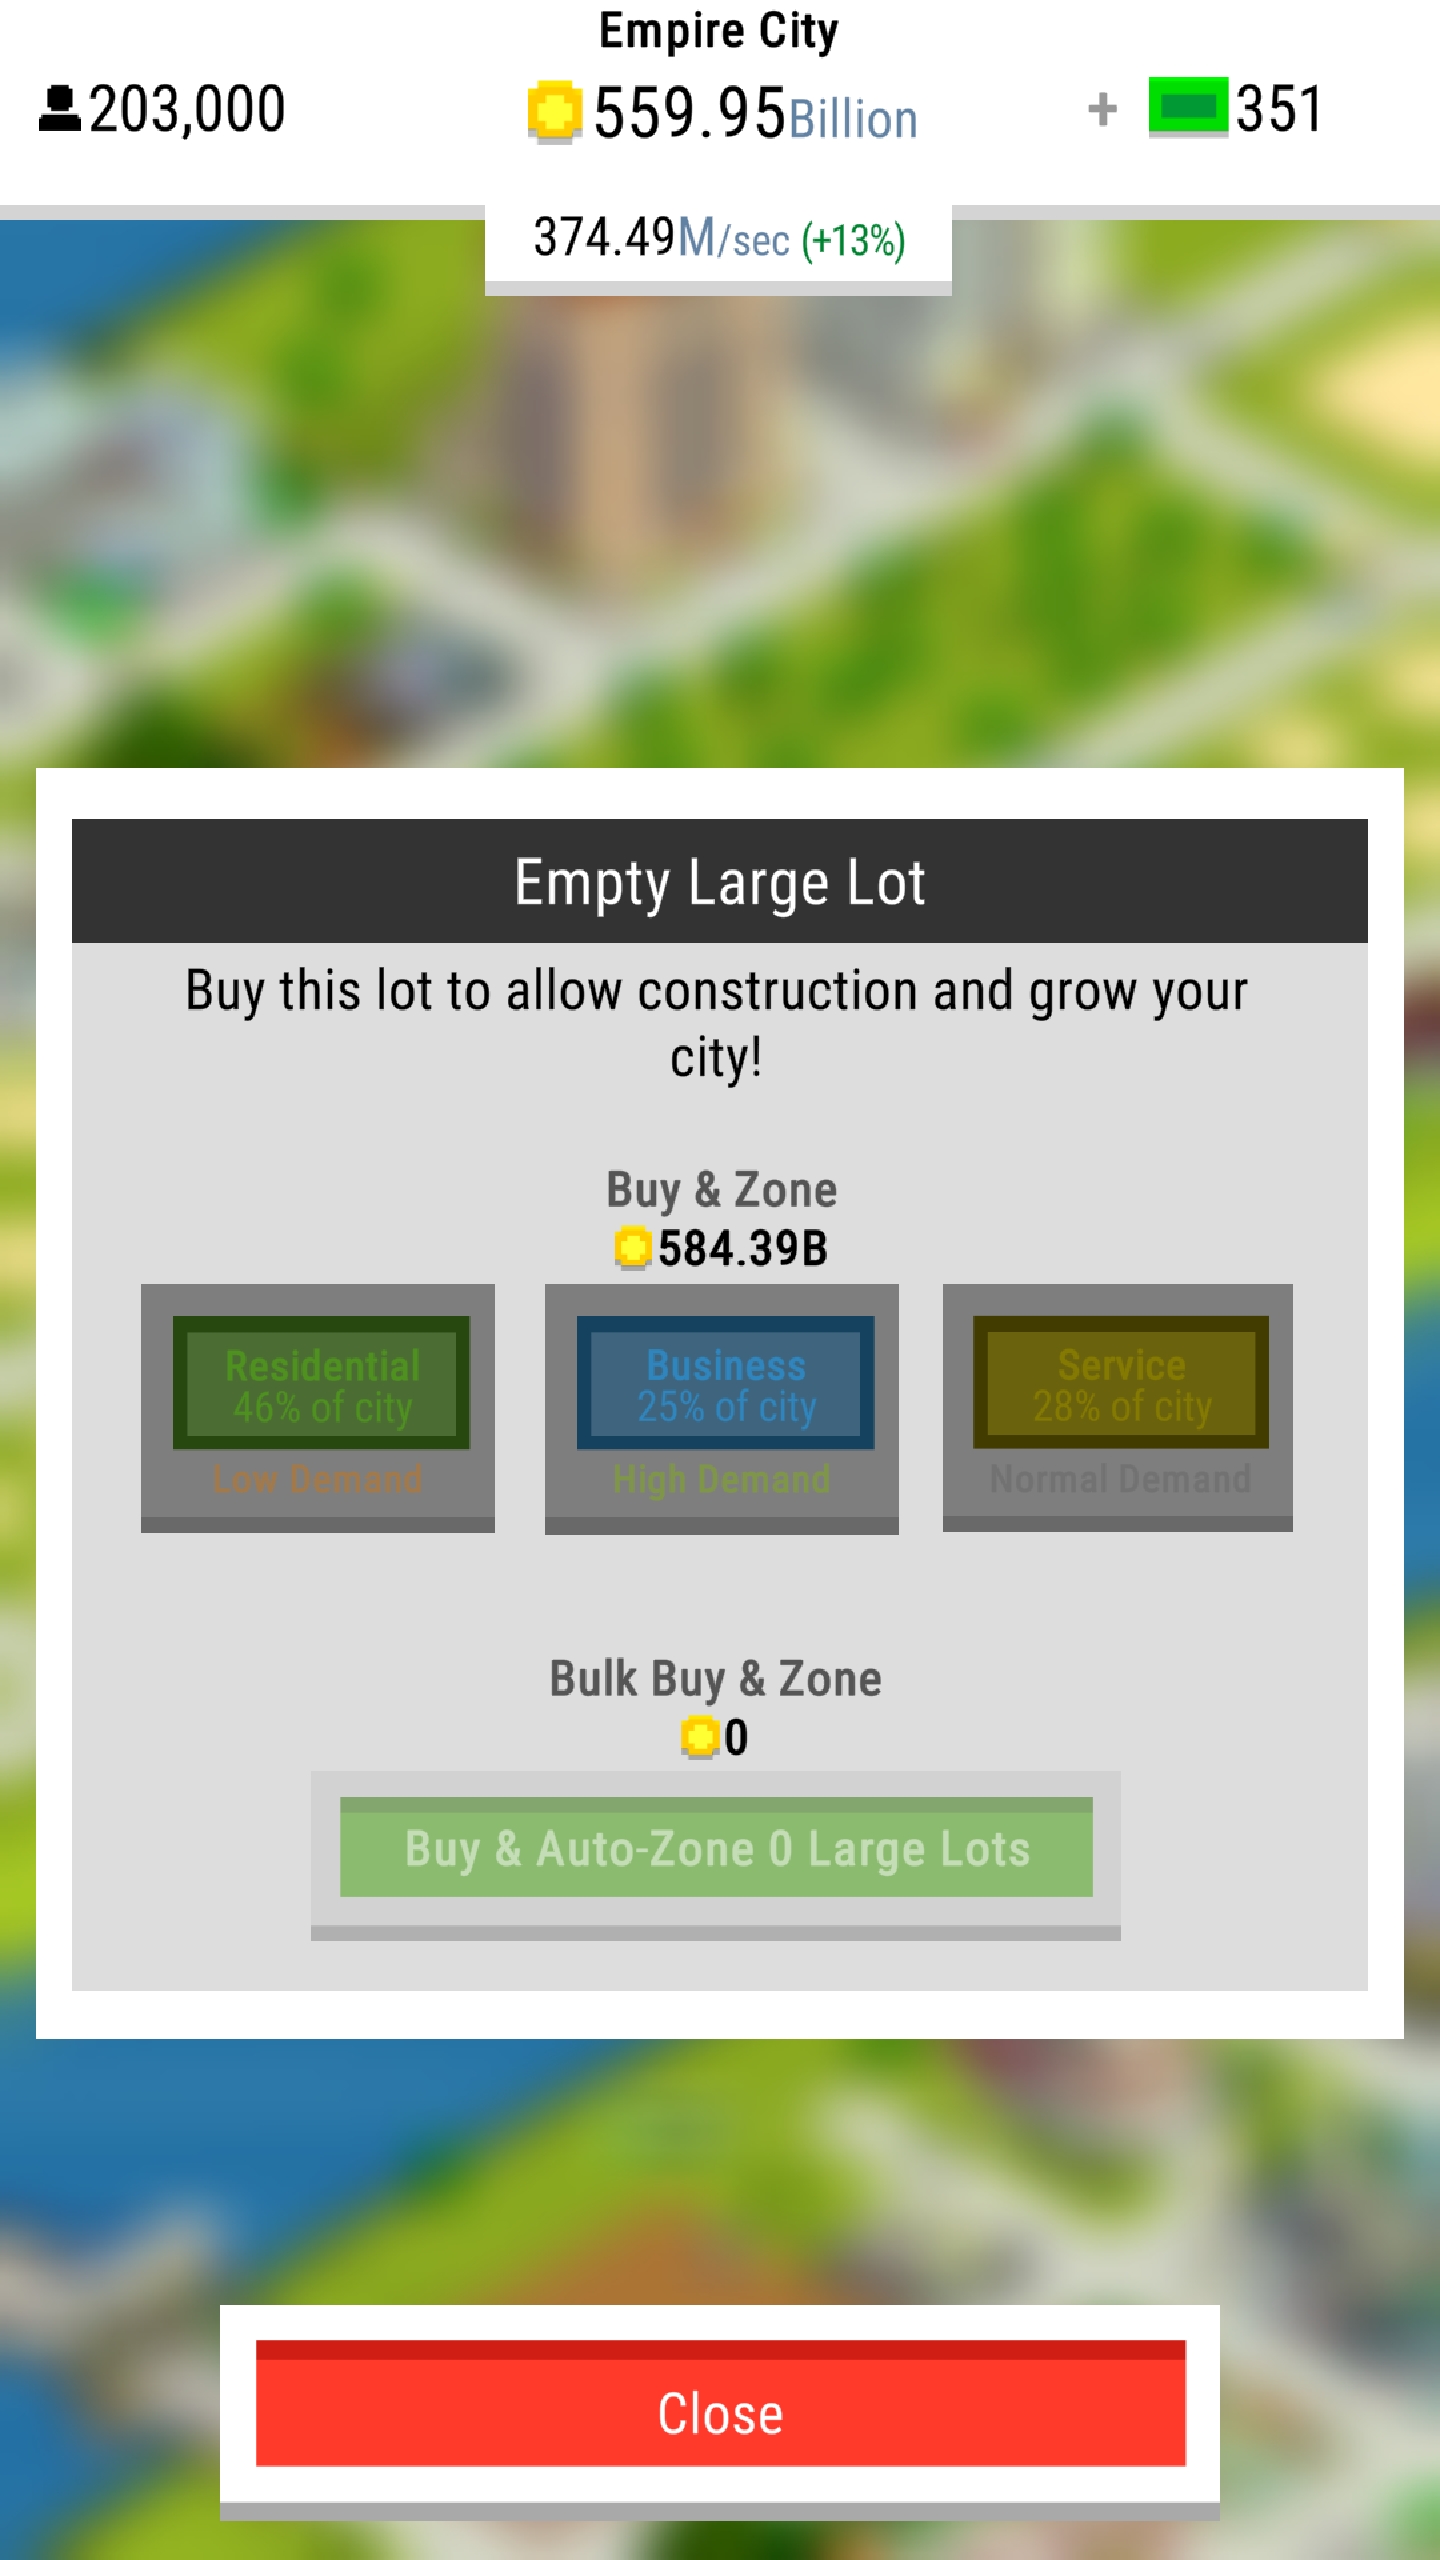 Empire City
203,000
559.95Billion
+ 351
374.49M/sec (+13%)
Empty Large Lot
Buy this lot to allow construction and grow your
city!
Buy & Zone
584.39B
Residential
46% of city
Low Demand
Business
25% of city
High Demand
Service
28% of city
Normal Demand
Bulk Buy & Zone
0
Buy & Auto-Zone 0 Large Lots
Close